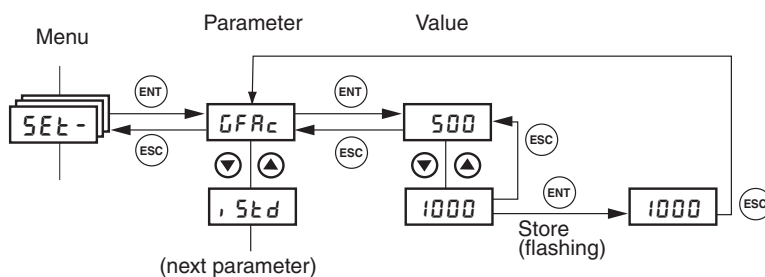 Menu
Parameter
Value
ENT
ENT
SEt-
GFAc
500
ESC
ESC
ESC
ENT
ESC
iStd
1000
1000
Store
(flashing)
(next parameter)